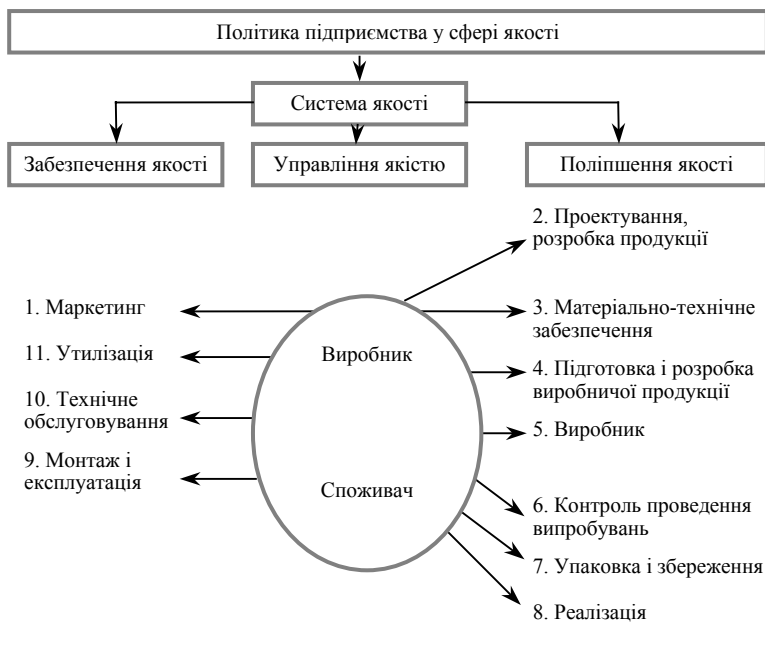 Політика підприємства у сфері якості
Система якості
Забезпечення якості
Управління якістю
Поліпшення якості
1. Маркетинг
11. Утилізація
10. Технічне
обслуговування
9. Монтаж і
експлуатація
Виробник
Споживач
2. Проектування,
розробка продукції
3. Матеріально-технічне
забезпечення
4. Підготовка і розробка
виробничої продукції
5. Виробник
6. Контроль проведення
випробувань
7. Упаковка і збереження
8. Реалізація